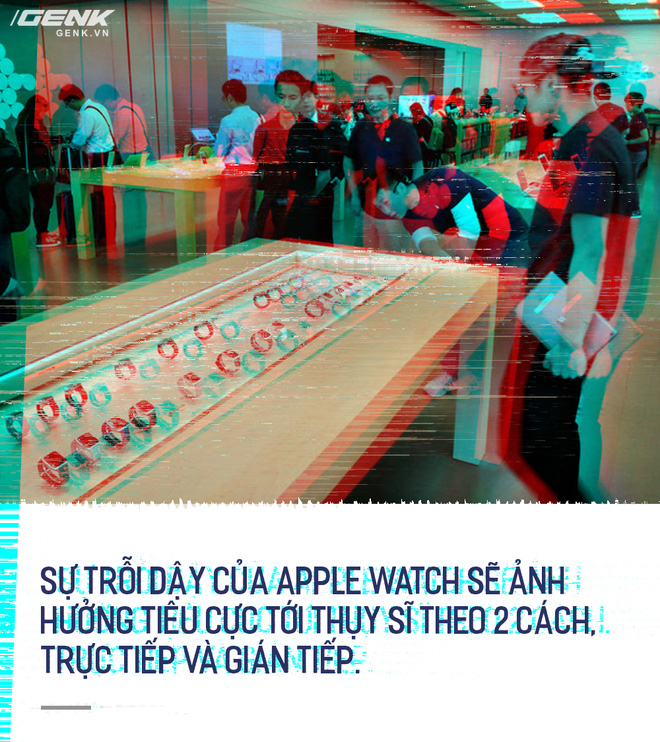 GENK
GENK.VN
SỰ TRỖI DẬY CỦA APPLE WATCH SẼ ẢNH
HƯỞNG TIÊU CỰC TỚI THỤY SĨ THEO 2 CÁCH,
TRỰC TIẾP VÀ GIÁN TIẾP.